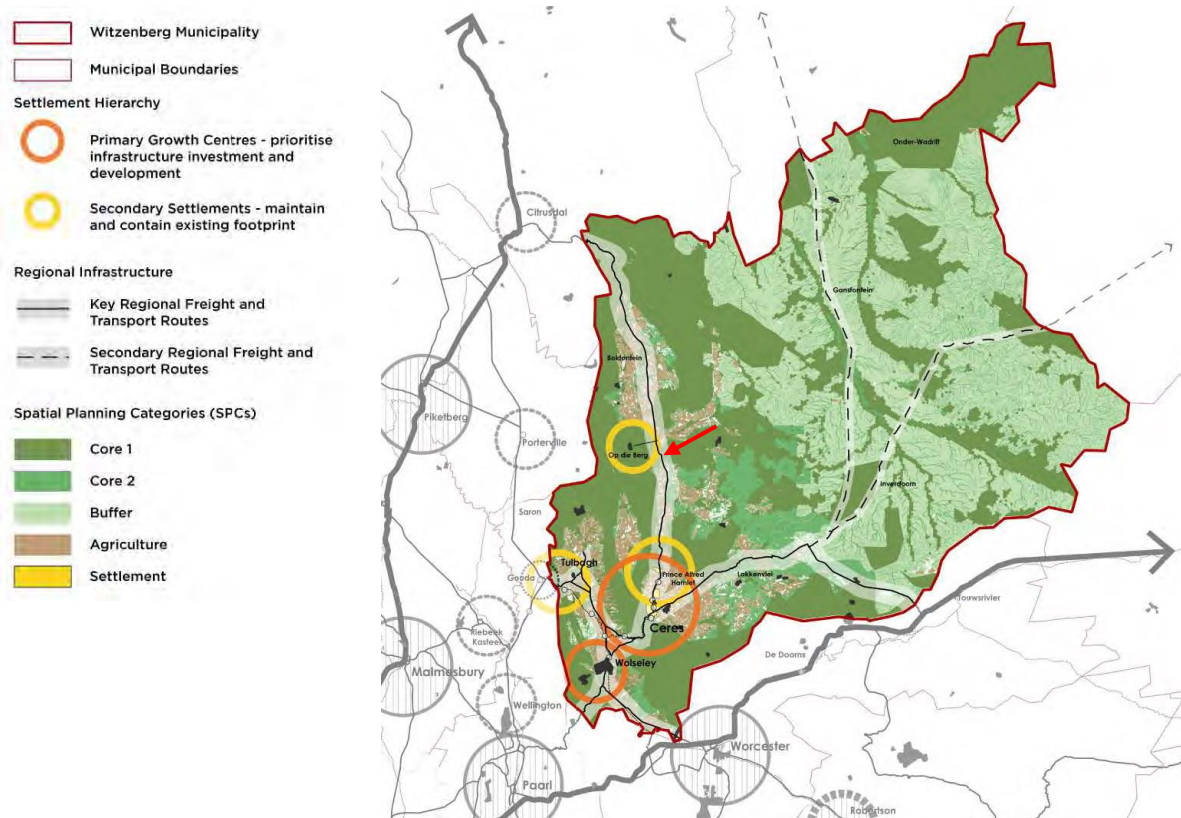 Witzenberg Municipality
Municipal Boundaries
Settlement Hierarchy
Primary Growth Centres - prioritise
infrastructure investment and
development
Secondary Settlements - maintain
and contain existing footprint
Regional Infrastructure
Key Regional Freight and
Transport Routes
Secondary Regional Freight and
Transport Routes
Spatial Planning Categories (SPCs)
Core 1
Core 2
Buffer
Agriculture
Settlement
Onder-Wadrift
Citrusdal
Gansfontein
Bokfontein
Piketberg
Porterville
Op die Berg
Inverdoorn
Saron
Tulbagh
Gouda
Prince Alfred
Hamlet
Lakkenvlei
Touwsrivier
Ceres
Riebeek
Kasteel
De Doorns
Wolseley
Malmesbury
Wellington
Worcester
Paarl
Robertson